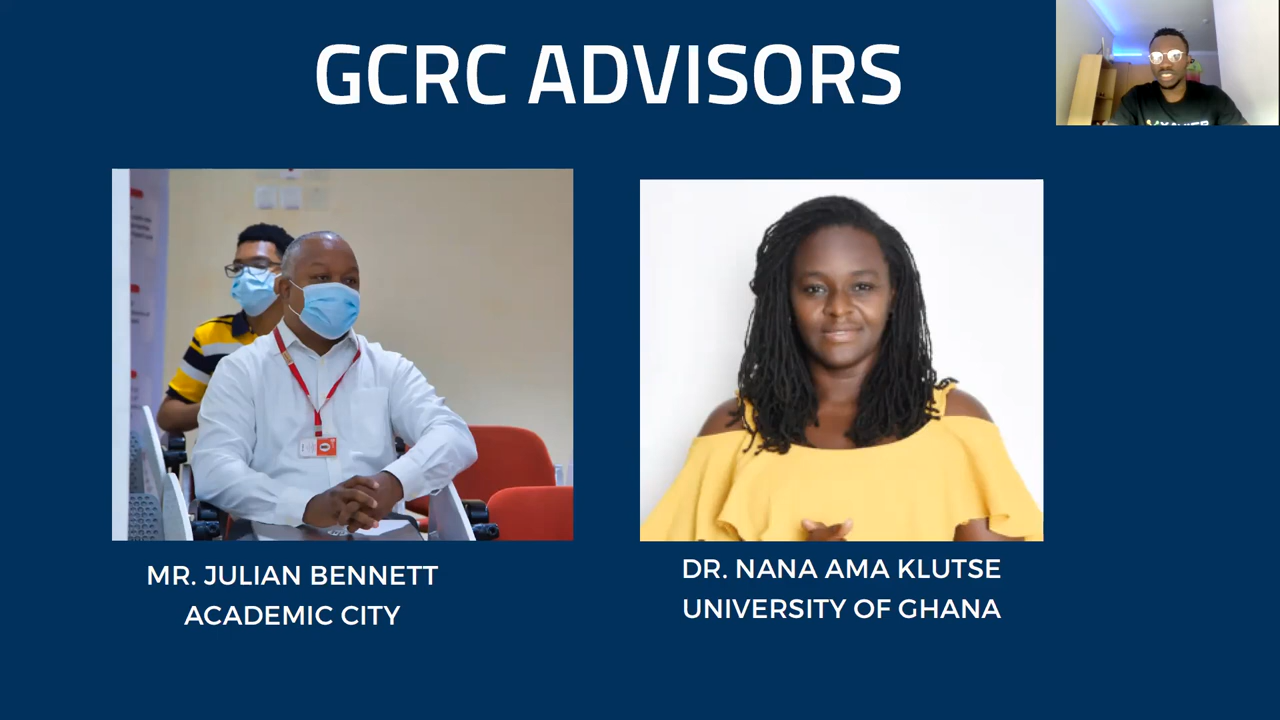 GCRC ADVISORS
MR. JULIAN BENNETT
ACADEMIC CITY
DR. NANA AMA KLUTSE
UNIVERSITY OF GHANA